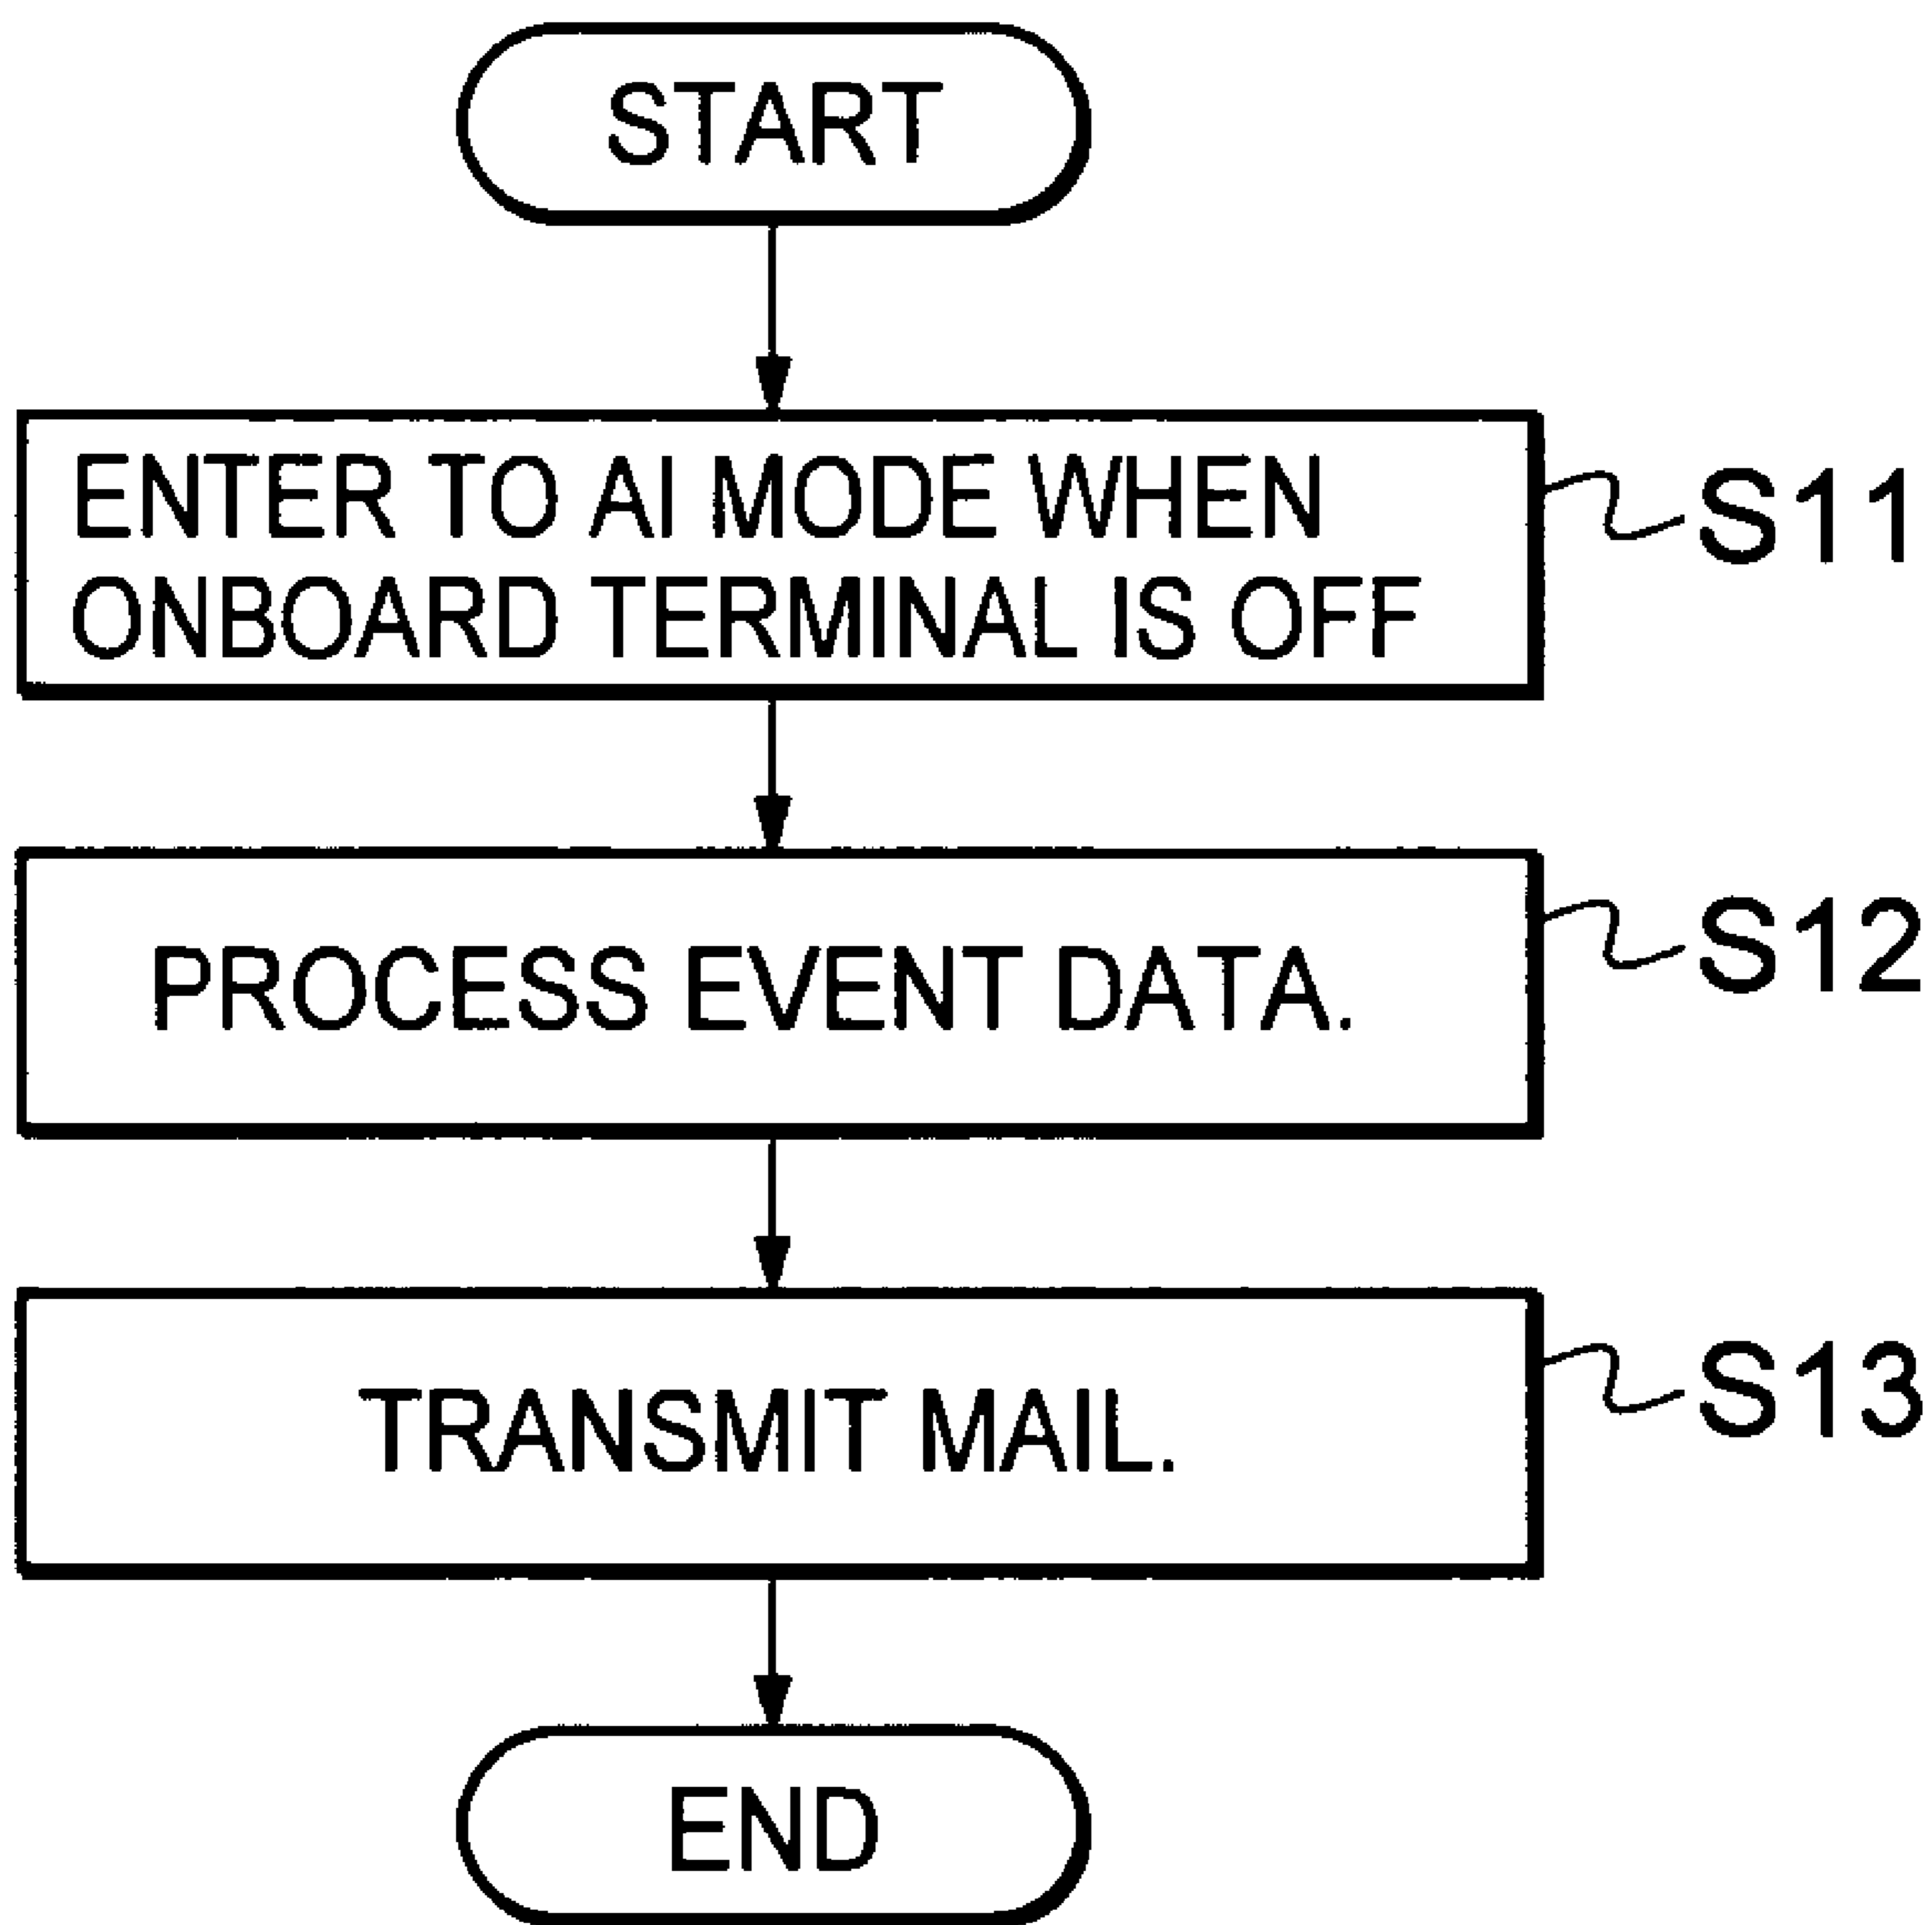 START
ENTER TO AI MODE WHEN
ONBOARD TERMINAL IS OFF
S11
PROCESS EVENT DATA.
S12
TRANSMIT MAIL.
S13
END